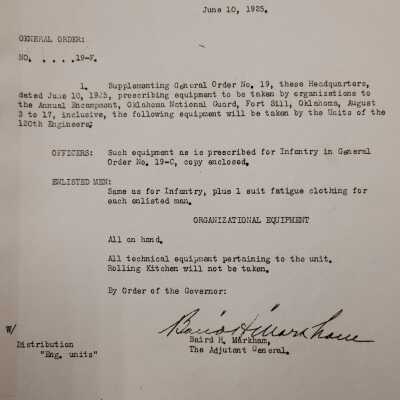 June 10, 1925.
GENERAL ORDER:
NO. . . . .19-F.
1. Supplementing General Order No. 19, these Headquarters,
dated June 10, 1925, prescribing equipment to be taken by organizations to
the Annual Encampment, Oklahoma National Guard, Fort Sill, Oklahoma, August
3 to 17, inclusive, the following equipment will be taken by the Units of the
120th Engineers;
OFFICERS: Such equipment as is prescribed for Infantry in General
Order No. 19-C, copy enclosed.
ENLISTED MEN:
Same as for Infantry, plus 1 suit fatigue clothing for
each enlisted man.
ORGANIZATIONAL EQUIPMENT
All on hand.
All technical equipment pertaining to the unit.
Rolling Kitchen will not be taken.
By Order of the Governor:
Baird H Markham
W/
Baird H. Markham,
Distribution The Adjutant General.
"Eng. units"